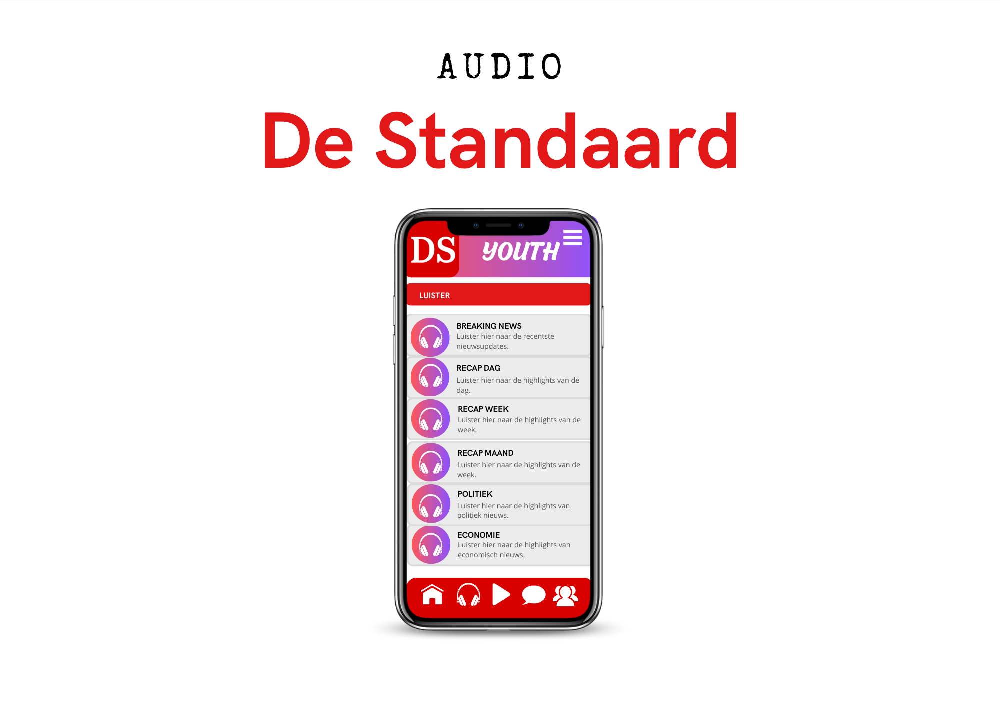 AUDIO
De Standaard
DS
YOUTH
LUISTER
BREAKING NEWS
Luister hier naar de recentste
nieuwsupdates.
RECAP DAG
Luister hier naar de highlights van de
dag.
RECAP WEEK
Luister hier naar de highlights van de
week.
RECAP MAAND
Luister hier naar de highlights van de
week.
POLITIEK
Luister hier naar de highlights van
politiek nieuws.
ECONOMIE
Luister hier naar de highlights van
economisch nieuws.